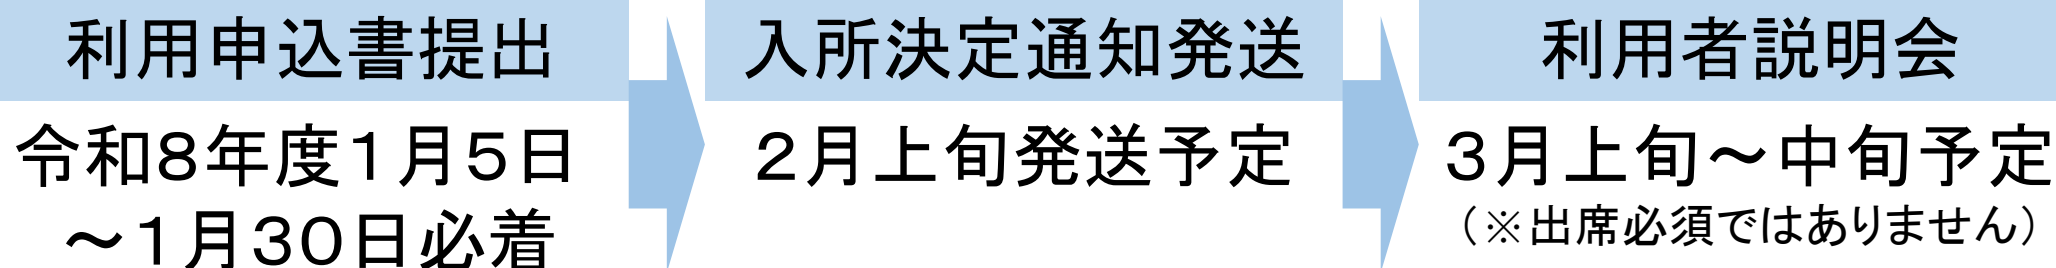 利用申込書提出
令和８年度１月５日
～１月３０日必着
入所決定通知発送
２月上旬発送予定
利用者説明会
３月上旬～中旬予定
（※出席必須ではありません）